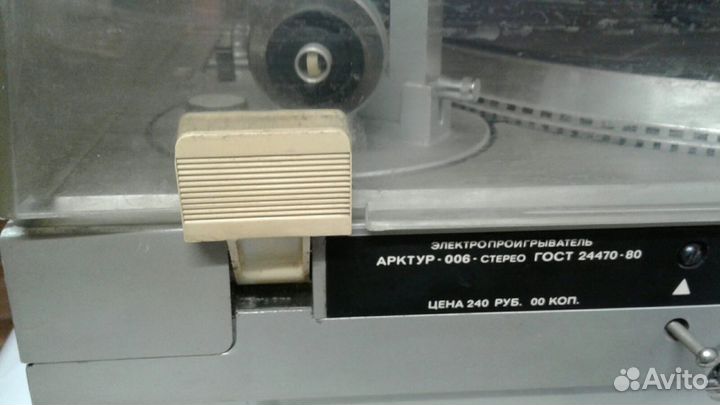 ЭЛЕКТРОПРОИГРЫВАТЕЛЬ
АРКТУР-006-СТЕРЕО ГОСТ 24470-80
ЦЕНА 240 РУБ. 00 КОП.
Avito